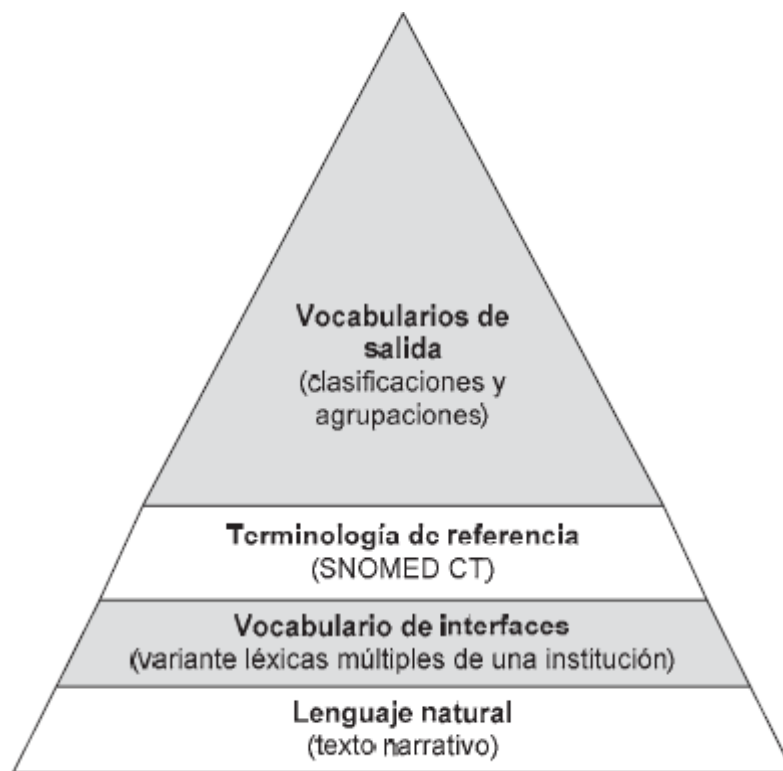 Vocabularios de
salida
(clasificaciones y
agrupaciones)
Terminología de referencia
(SNOMED CT)
Vocabulario de interfaces
(variante léxicas múltiples de una institución)
Lenguaje natural
(texto narrativo)